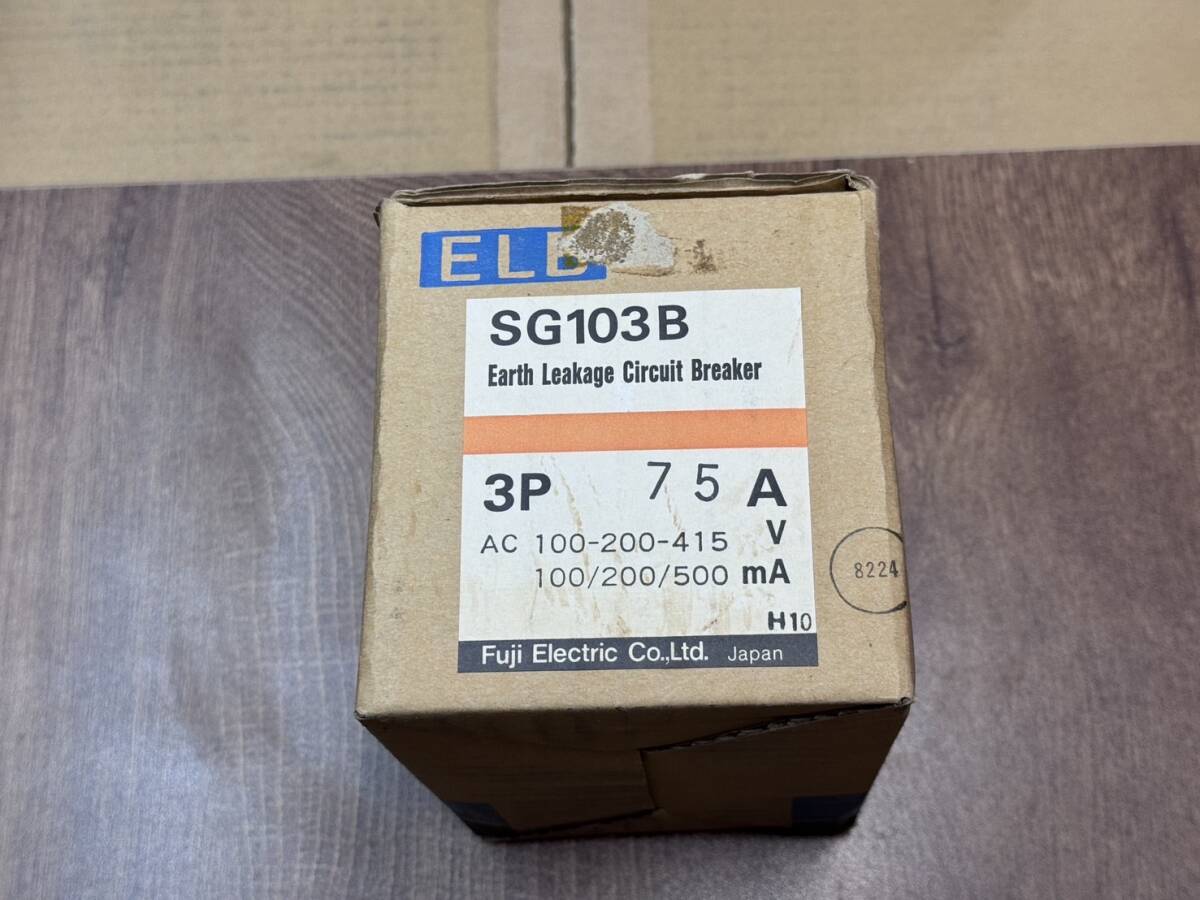 ELB
SG103B
Earth Leakage Circuit Breaker
3P 75 A
AC 100-200-415 V
100/200/500 mA
8224
H10
Fuji Electric Co.,Ltd. Japan